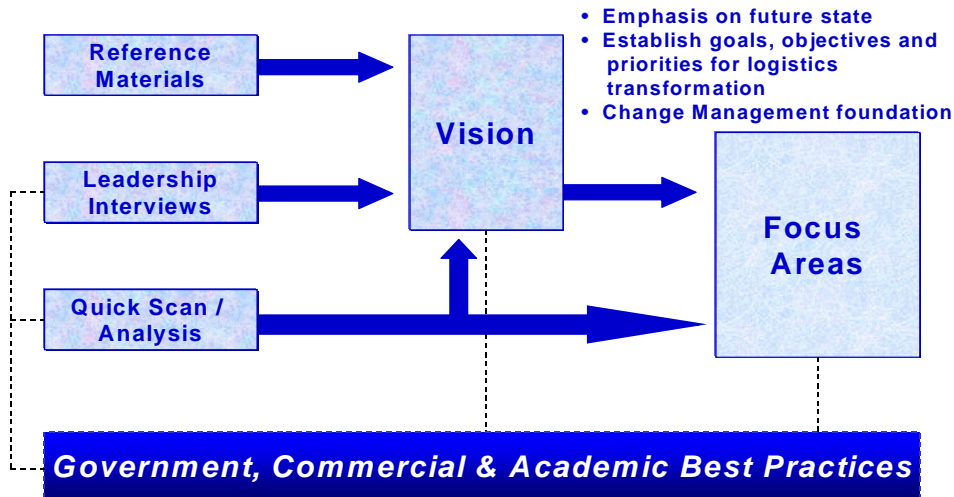 Reference
Materials
Leadership
Interviews
Quick Scan /
Analysis
Vision
• Emphasis on future state
• Establish goals, objectives and
priorities for logistics
transformation
• Change Management foundation
Focus
Areas
Government, Commercial & Academic Best Practices